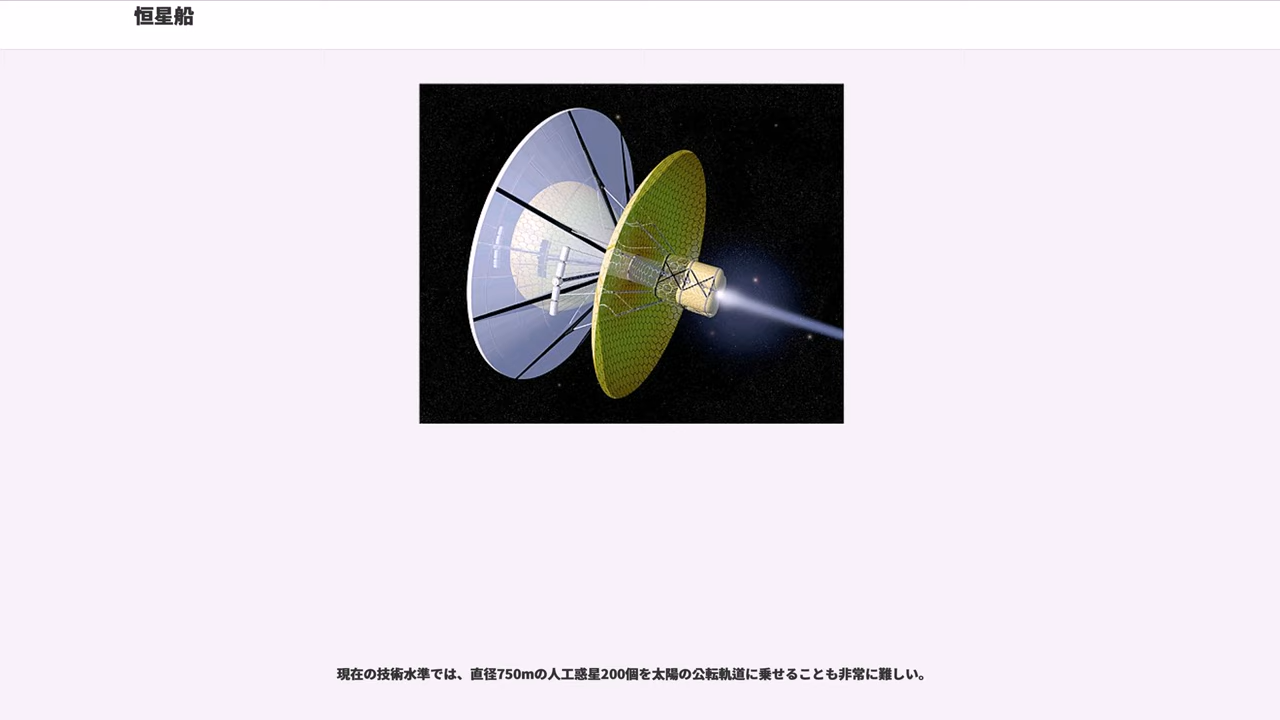 恒星船
現在の技術水準では、直径750mの人工惑星200個を太陽の公転軌道に乗せることも非常に難しい。